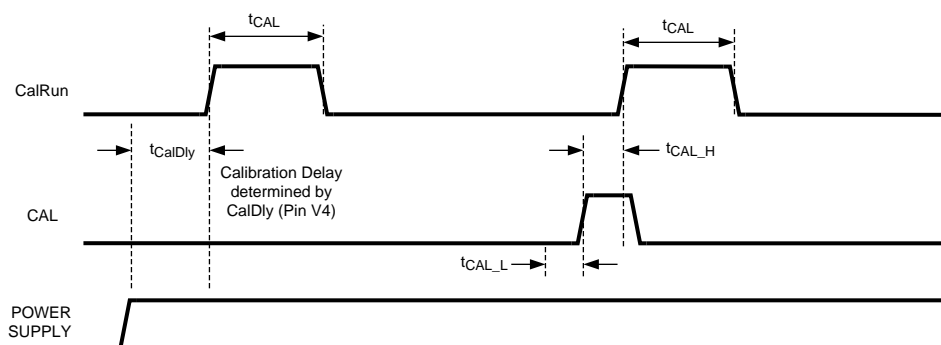 tCAL
tCAL
CalRun
tCalDly
tCAL_H
Calibration Delay
determined by
CalDly (Pin V4)
CAL
tCAL_L
POWER
SUPPLY